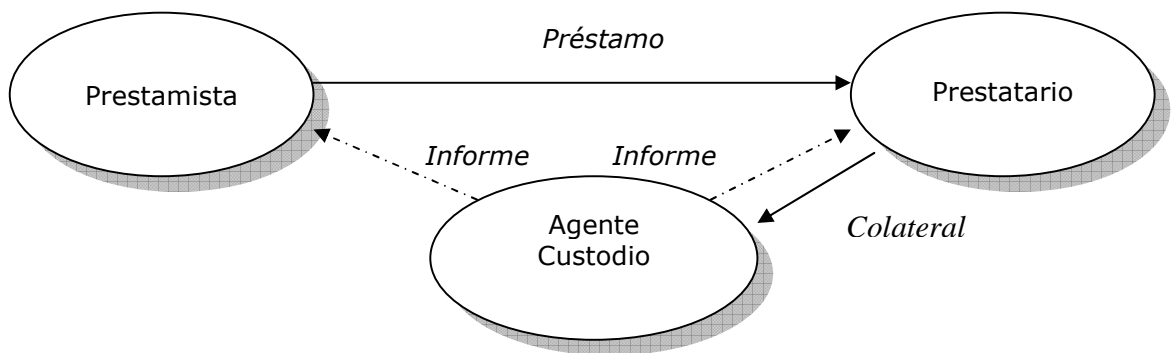 Préstamo
Prestamista
Prestatario
Informe
Informe
Agente
Custodio
Colateral